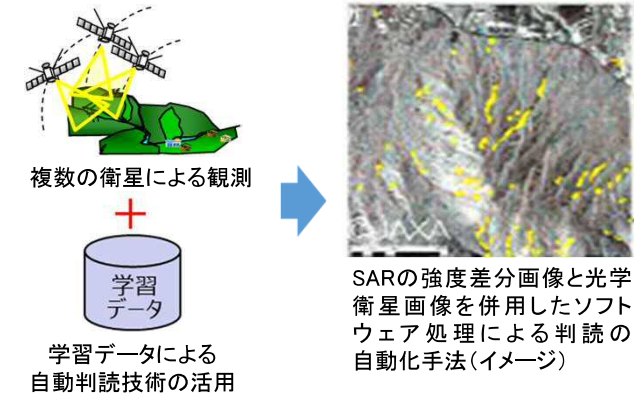 複数の衛星による観測
+
学習
データ
学習データによる
自動判読技術の活用
©JAXA
SARの強度差分画像と光学
衛星画像を併用したソフト
ウェア処理による判読の
自動化手法（イメージ）